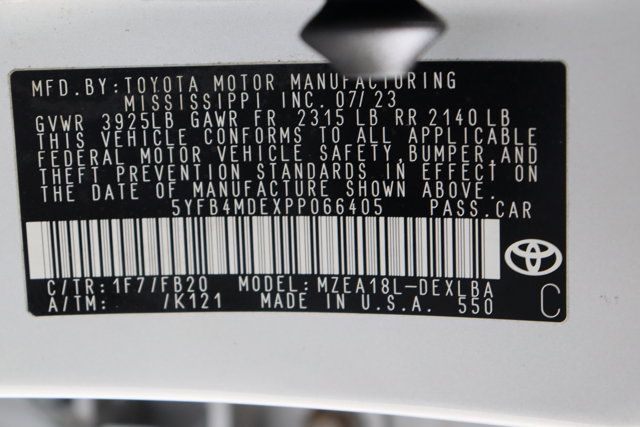 MFD.BY:TOYOTA MOTOR MANUFACTURING
MISSISSIPPI INC. 07/23
GVWR 3925LB GAWR FR 2315 LB RR 2140 LB
THIS VEHICLE CONFORMS TO ALL APPLICABLE
FEDERAL MOTOR VEHICLE SAFETY,BUMPER,AND
THEFT PREVENTION STANDARDS IN EFFECT ON
THE DATE OF MANUFACTURE SHOWN ABOVE.
5YFB4MDEXPP066405 PASS.CAR
C/TR: 1F7/FB20 MODEL: MZEA18L-DEXLBA
A/TM: /K121 MADE IN U.S.A. 550 C